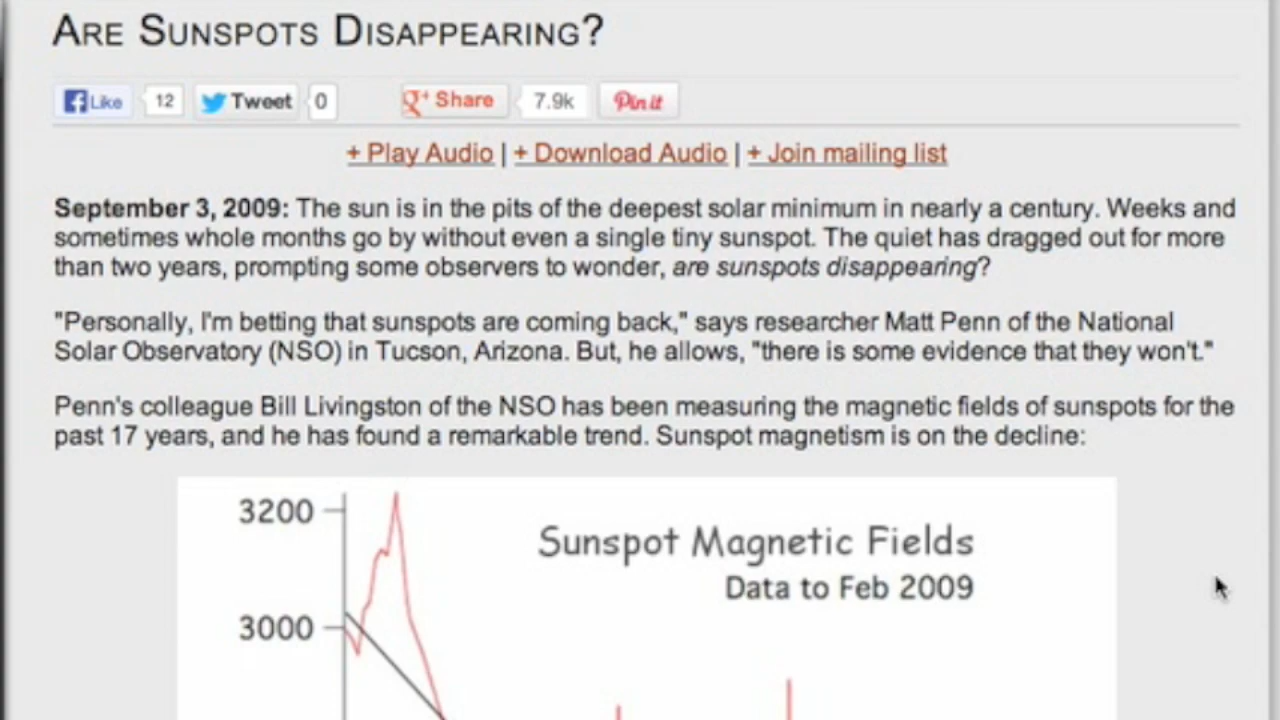 ARE SUNSPOTS DISAPPEARING?
Like 12 Tweet 0 Share 7.9k Pin it
+ Play Audio | + Download Audio | + Join mailing list
September 3, 2009: The sun is in the pits of the deepest solar minimum in nearly a century. Weeks and
sometimes whole months go by without even a single tiny sunspot. The quiet has dragged out for more
than two years, prompting some observers to wonder, are sunspots disappearing?
"Personally, I'm betting that sunspots are coming back," says researcher Matt Penn of the National
Solar Observatory (NSO) in Tucson, Arizona. But, he allows, "there is some evidence that they won't."
Penn's colleague Bill Livingston of the NSO has been measuring the magnetic fields of sunspots for the
past 17 years, and he has found a remarkable trend. Sunspot magnetism is on the decline:
3200
Sunspot Magnetic Fields
Data to Feb 2009
3000